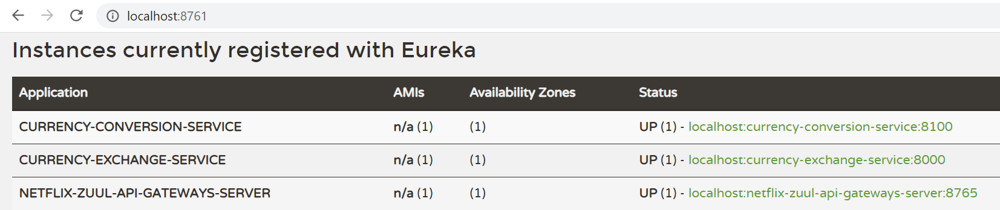 localhost:8761
Instances currently registered with Eureka
Application AMIs Availability Zones Status
CURRENCY-CONVERSION-SERVICE n/a (1) (1) UP (1) - localhost:currency-conversion-service:8100
CURRENCY-EXCHANGE-SERVICE n/a (1) (1) UP (1) - localhost:currency-exchange-service:8000
NETFLIX-ZUUL-API-GATEWAYS-SERVER n/a (1) (1) UP (1) - localhost:netflix-zuul-api-gateways-server:8765